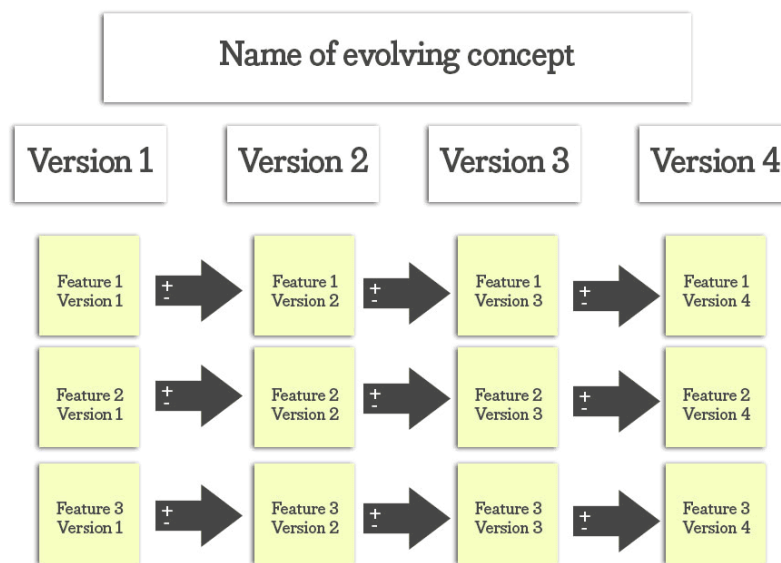 Name of evolving concept
Version 1
Version 2
Version 3
Version 4
Feature 1
Version 1
+
-
Feature 1
Version 2
+
-
Feature 1
Version 3
+
-
Feature 1
Version 4
Feature 2
Version 1
+
-
Feature 2
Version 2
+
-
Feature 2
Version 3
+
-
Feature 2
Version 4
Feature 3
Version 1
+
-
Feature 3
Version 2
+
-
Feature 3
Version 3
+
-
Feature 3
Version 4